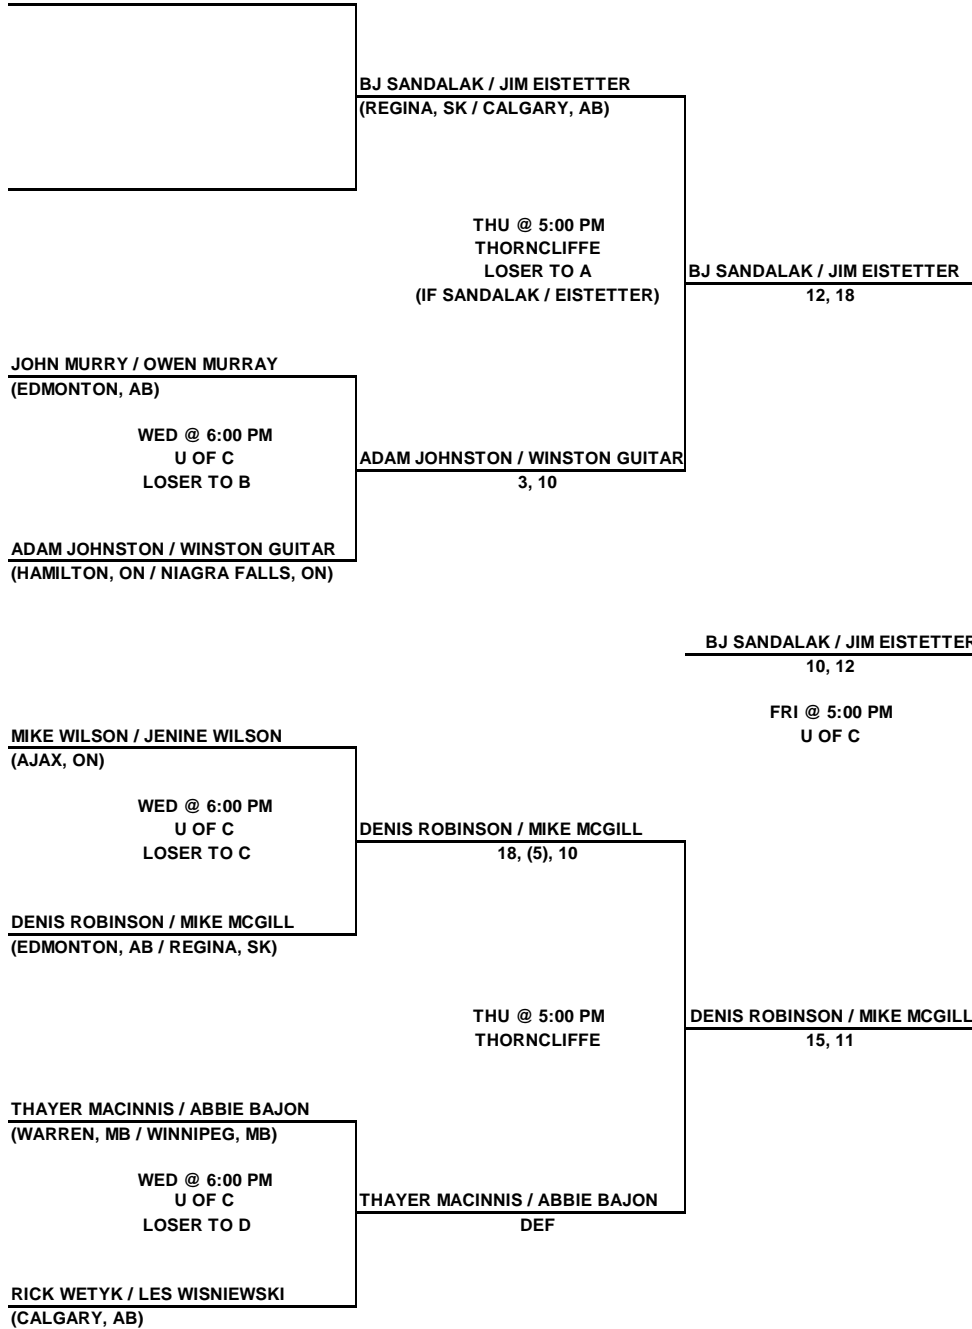 BJ SANDALAK / JIM EISTETTER
(REGINA, SK / CALGARY, AB)
THU @ 5:00 PM
THORNCLIFFE
LOSER TO A
(IF SANDALAK / EISTETTER)
BJ SANDALAK / JIM EISTETTER
12, 18
JOHN MURRY / OWEN MURRAY
(EDMONTON, AB)
WED @ 6:00 PM
U OF C
LOSER TO B
ADAM JOHNSTON / WINSTON GUITAR
3, 10
ADAM JOHNSTON / WINSTON GUITAR
(HAMILTON, ON / NIAGRA FALLS, ON)
BJ SANDALAK / JIM EISTETTER
10, 12
FRI @ 5:00 PM
U OF C
MIKE WILSON / JENINE WILSON
(AJAX, ON)
WED @ 6:00 PM
U OF C
LOSER TO C
DENIS ROBINSON / MIKE MCGILL
18, (5), 10
DENIS ROBINSON / MIKE MCGILL
(EDMONTON, AB / REGINA, SK)
THU @ 5:00 PM
THORNCLIFFE
DENIS ROBINSON / MIKE MCGILL
15, 11
THAYER MACINNIS / ABBIE BAJON
(WARREN, MB / WINNIPEG, MB)
WED @ 6:00 PM
U OF C
LOSER TO D
THAYER MACINNIS / ABBIE BAJON
DEF
RICK WETYK / LES WISNIEWSKI
(CALGARY, AB)